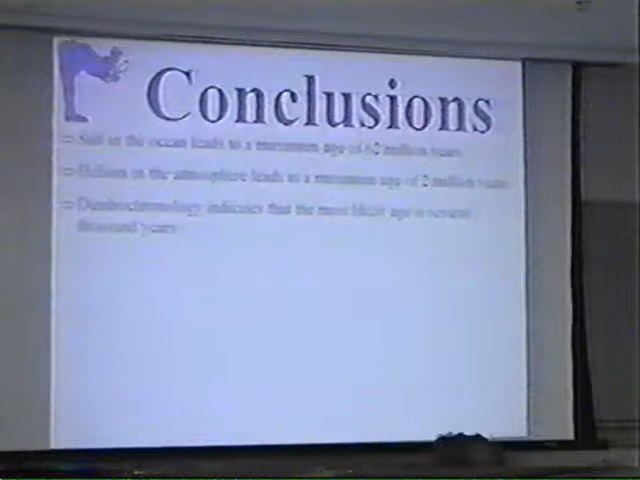 Conclusions
Salt in the ocean leads to a maximum age of 62 million years
Helium in the atmosphere leads to a maximum age of 2 million years
Dendrochronology indicates that the most likely age is several
thousand years